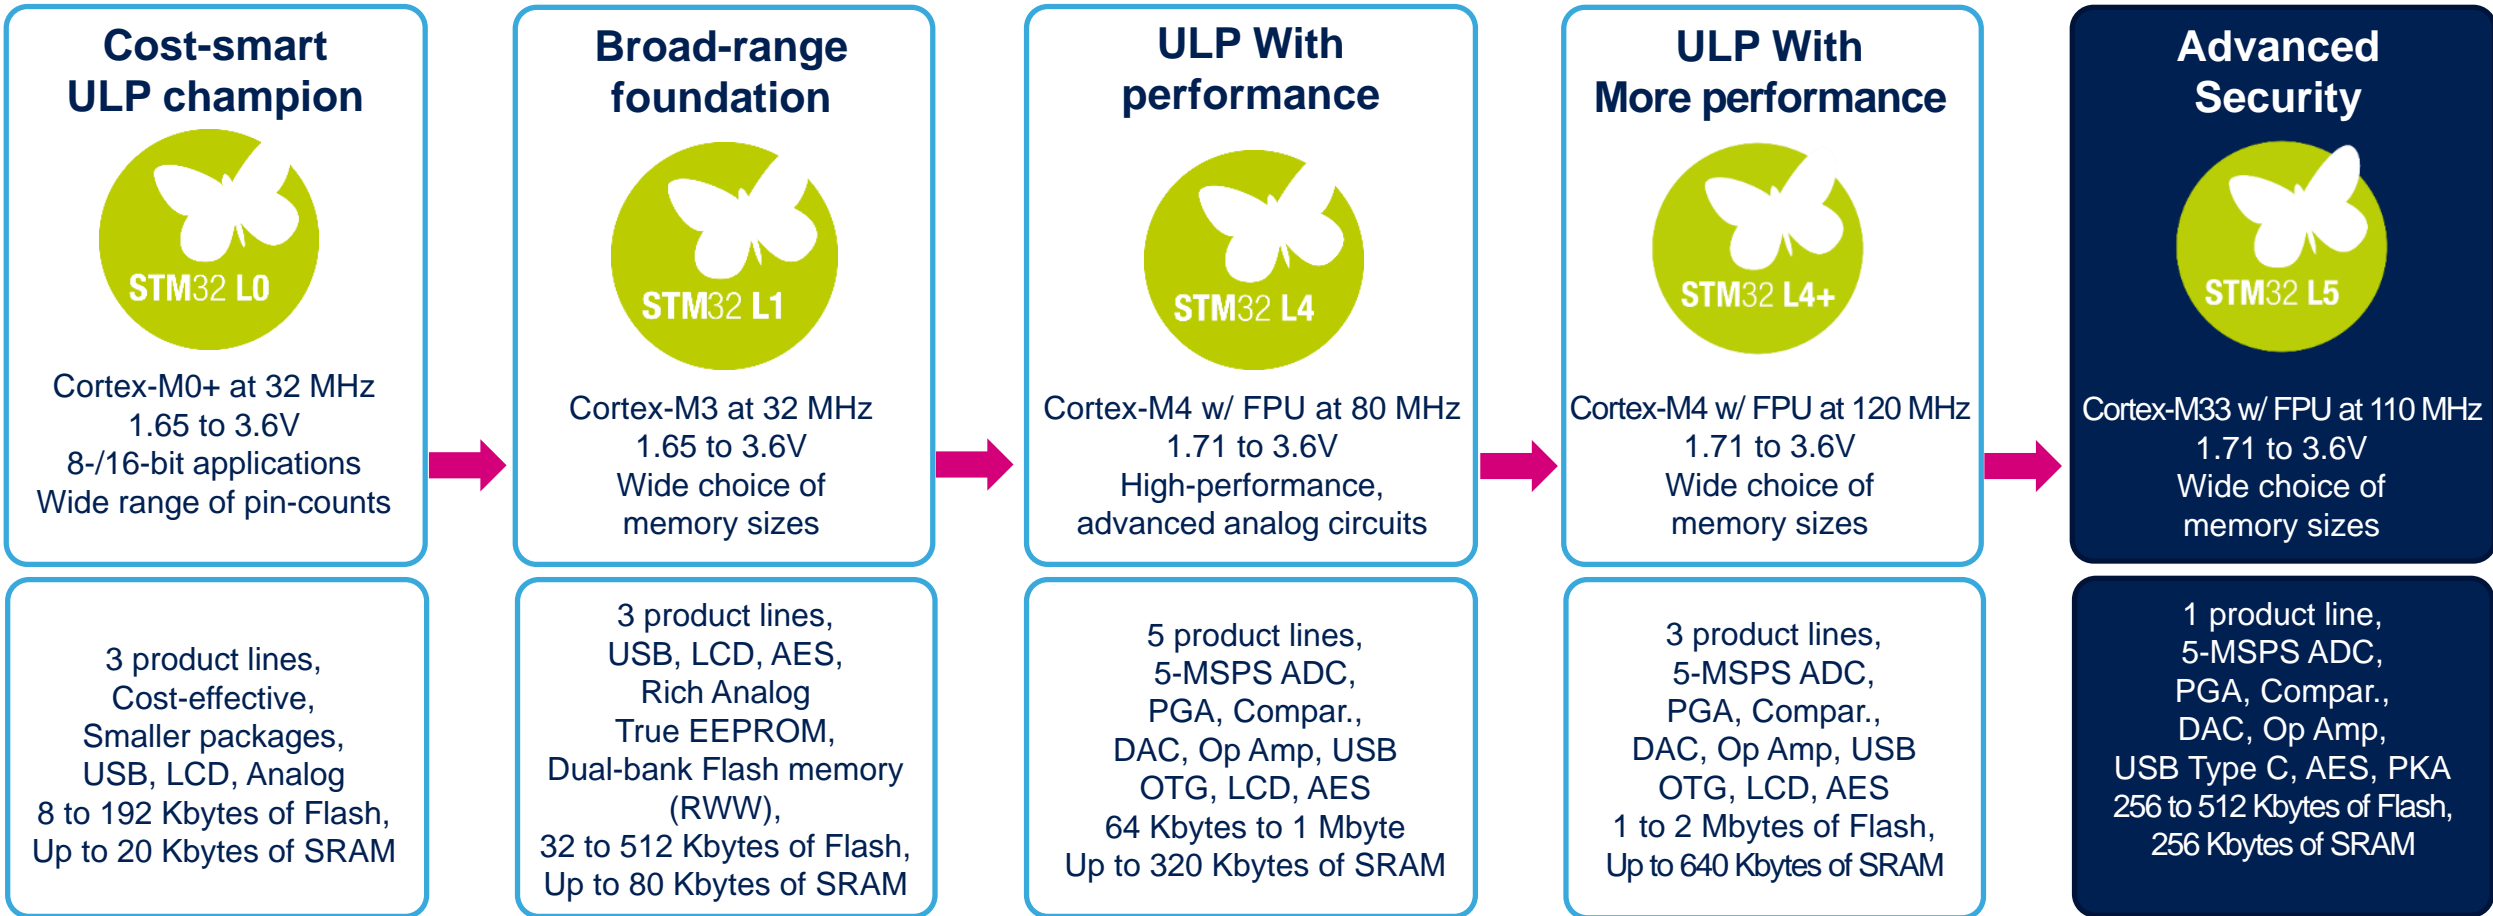 Cost-smart
ULP champion
STM32 L0
Cortex-M0+ at 32 MHz
1.65 to 3.6V
8-/16-bit applications
Wide range of pin-counts
3 product lines,
Cost-effective,
Smaller packages,
USB, LCD, Analog
8 to 192 Kbytes of Flash,
Up to 20 Kbytes of SRAM
Broad-range
foundation
STM32 L1
Cortex-M3 at 32 MHz
1.65 to 3.6V
Wide choice of
memory sizes
3 product lines,
USB, LCD, AES,
Rich Analog
True EEPROM,
Dual-bank Flash memory
(RWW),
32 to 512 Kbytes of Flash,
Up to 80 Kbytes of SRAM
ULP With
performance
STM32 L4
Cortex-M4 w/ FPU at 80 MHz
1.71 to 3.6V
High-performance,
advanced analog circuits
5 product lines,
5-MSPS ADC,
PGA, Compar.,
DAC, Op Amp, USB
OTG, LCD, AES
64 Kbytes to 1 Mbyte
Up to 320 Kbytes of SRAM
ULP With
More performance
STM32 L4+
Cortex-M4 w/ FPU at 120 MHz
1.71 to 3.6V
Wide choice of
memory sizes
3 product lines,
5-MSPS ADC,
PGA, Compar.,
DAC, Op Amp, USB
OTG, LCD, AES
1 to 2 Mbytes of Flash,
Up to 640 Kbytes of SRAM
Advanced
Security
STM32 L5
Cortex-M33 w/ FPU at 110 MHz
1.71 to 3.6V
Wide choice of
memory sizes
1 product line,
5-MSPS ADC,
PGA, Compar.,
DAC, Op Amp,
USB Type C, AES, PKA
256 to 512 Kbytes of Flash,
256 Kbytes of SRAM